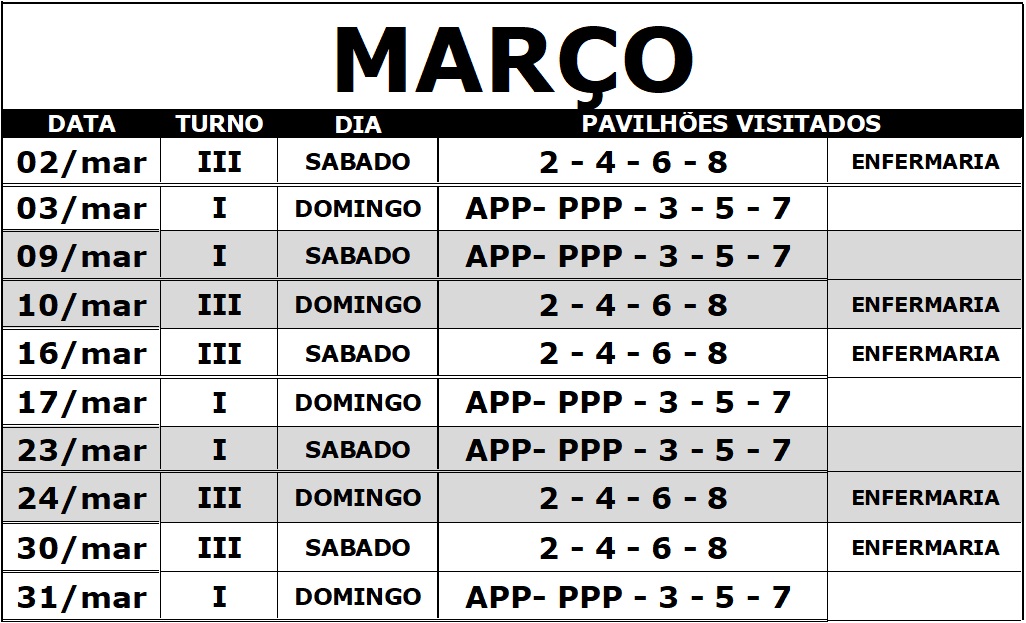 MARÇO
DATA TURNO DIA PAVILHÕES VISITADOS
02/mar III SABADO 2 - 4 - 6 - 8 ENFERMARIA
03/mar I DOMINGO APP- PPP - 3 - 5 - 7
09/mar I SABADO APP- PPP - 3 - 5 - 7
10/mar III DOMINGO 2 - 4 - 6 - 8 ENFERMARIA
16/mar III SABADO 2 - 4 - 6 - 8 ENFERMARIA
17/mar I DOMINGO APP- PPP - 3 - 5 - 7
23/mar I SABADO APP- PPP - 3 - 5 - 7
24/mar III DOMINGO 2 - 4 - 6 - 8 ENFERMARIA
30/mar III SABADO 2 - 4 - 6 - 8 ENFERMARIA
31/mar I DOMINGO APP- PPP - 3 - 5 - 7